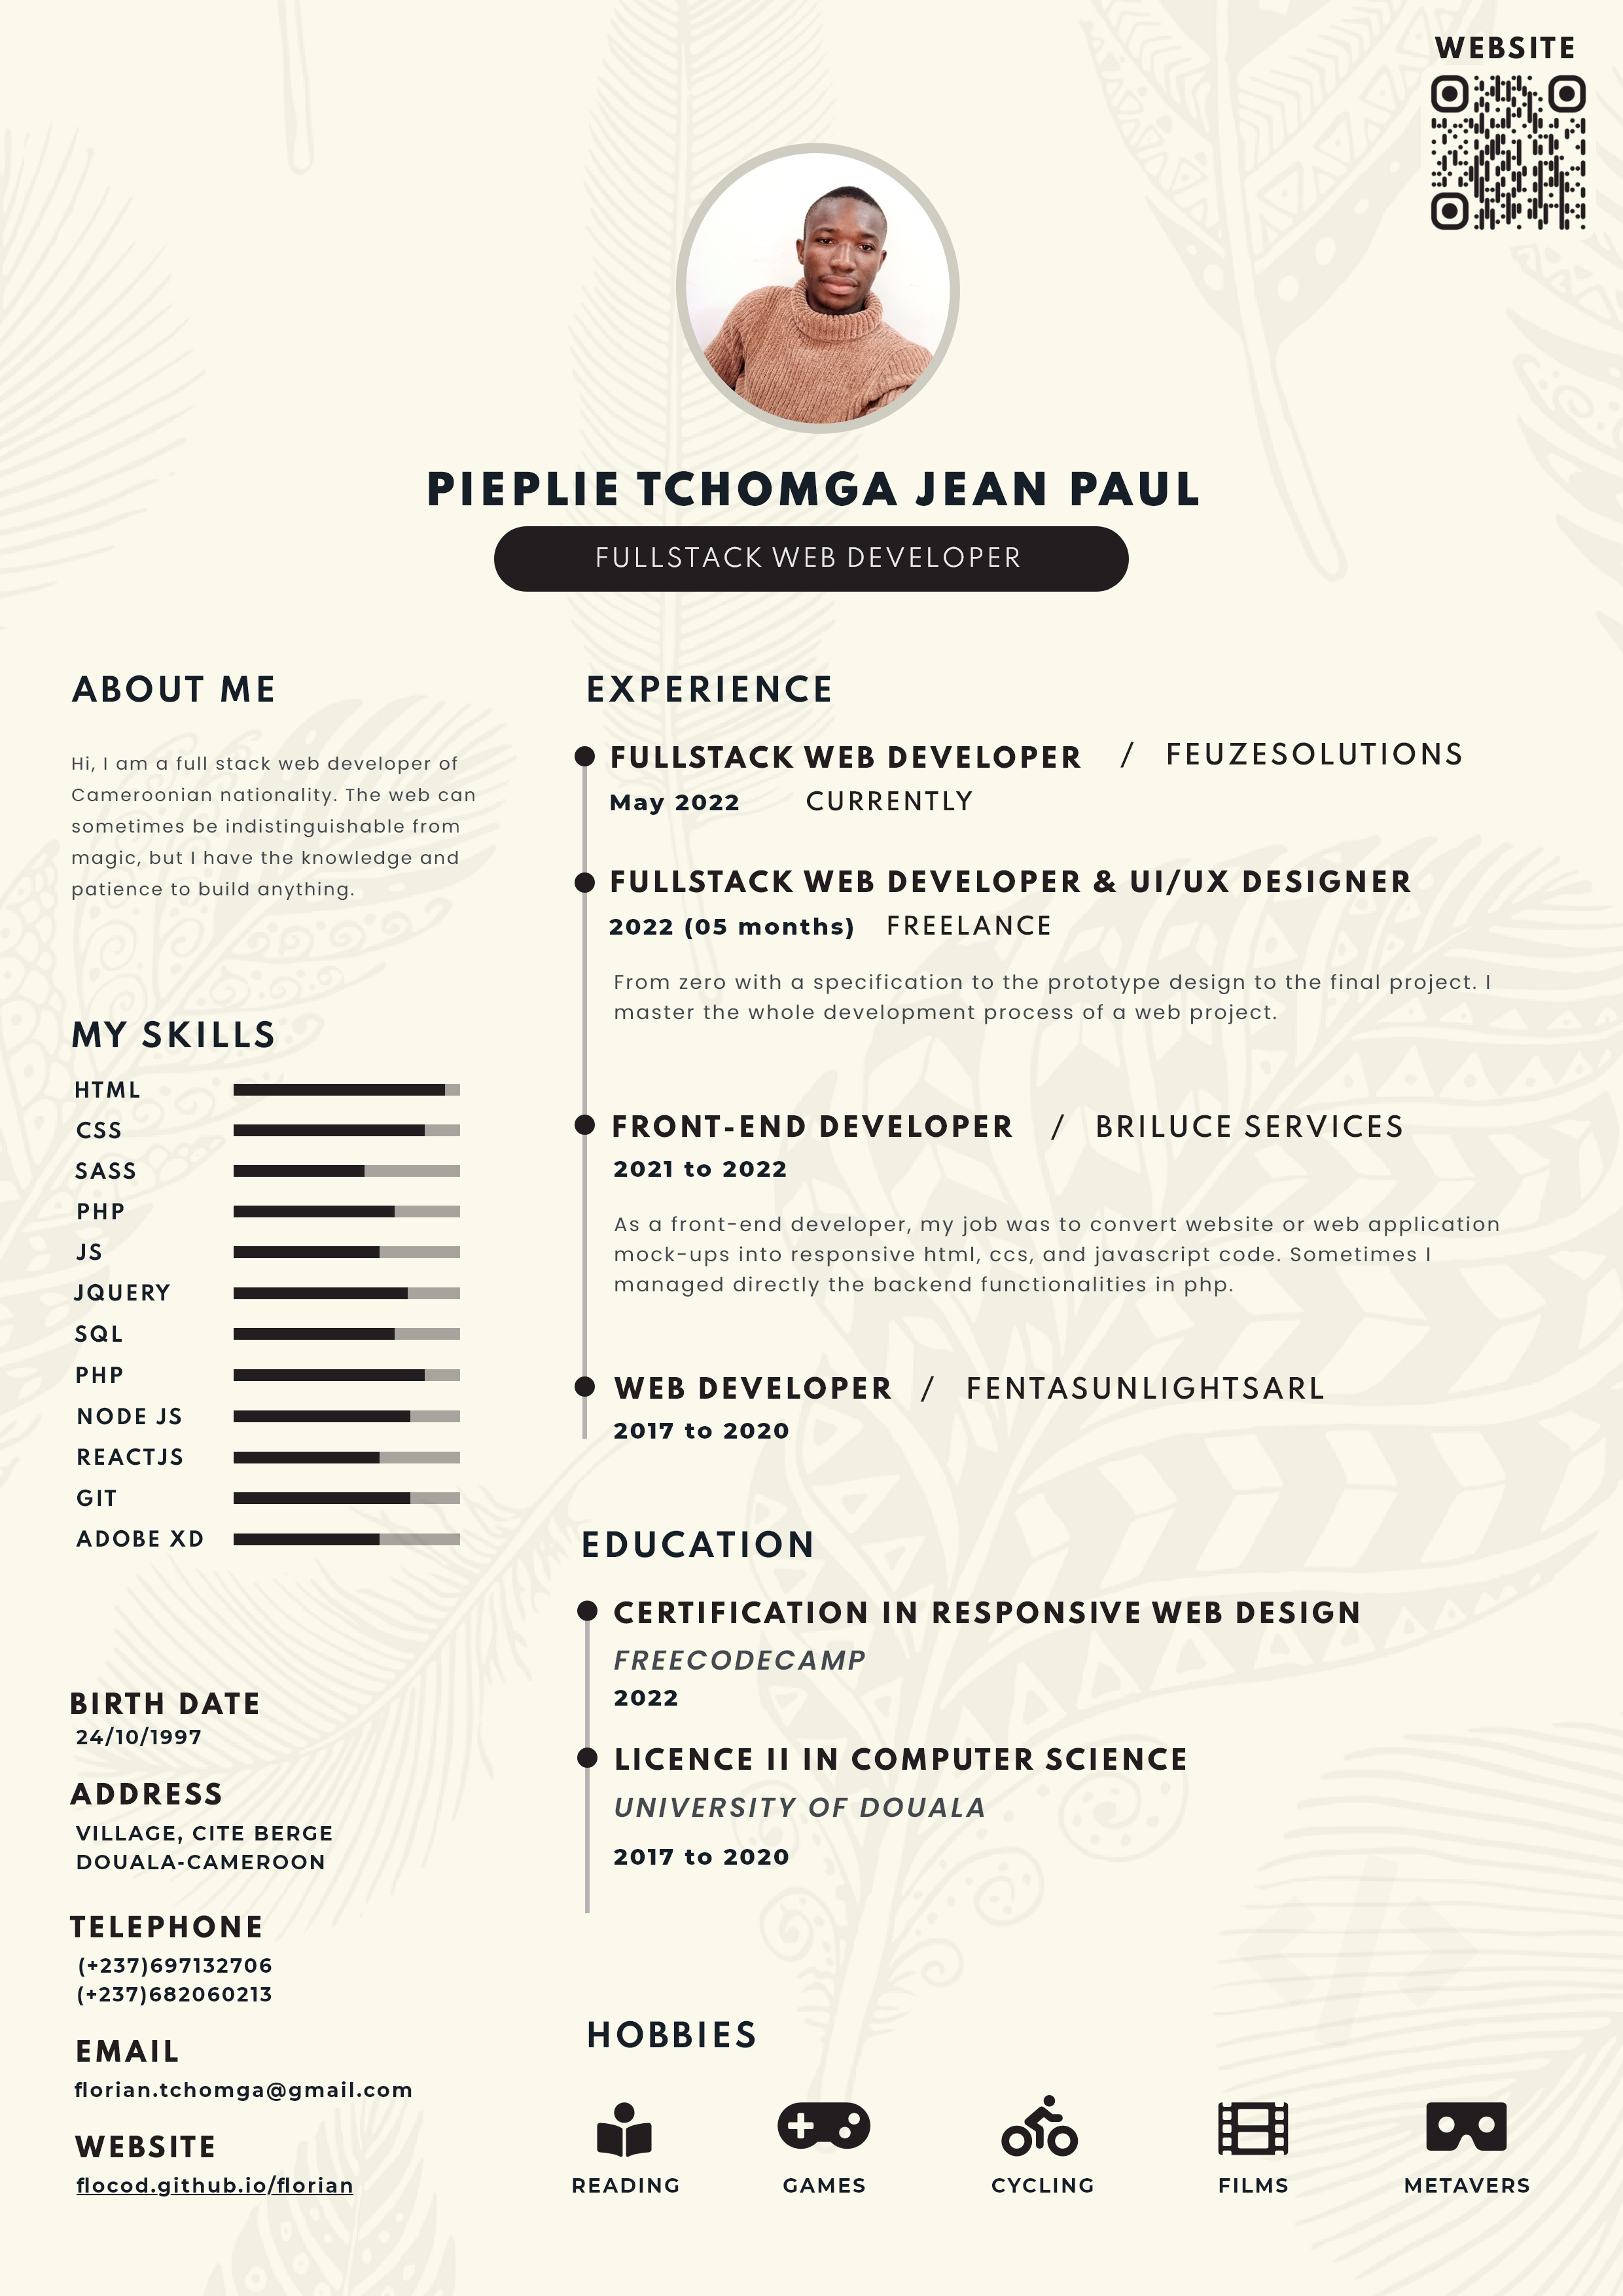 WEBSITE
PIEPLIE TCHOMGA JEAN PAUL
FULLSTACK WEB DEVELOPER
ABOUT ME
Hi, I am a full stack web developer of
Cameroonian nationality. The web can
sometimes be indistinguishable from
magic, but I have the knowledge and
patience to build anything.
MY SKILLS
HTML
CSS
SASS
PHP
JS
JQUERY
SQL
PHP
NODE JS
REACTJS
GIT
ADOBE XD
BIRTH DATE
24/10/1997
ADDRESS
VILLAGE, CITE BERGE
DOUALA-CAMEROON
TELEPHONE
(+237)697132706
(+237)682060213
EMAIL
florian.tchomga@gmail.com
WEBSITE
flocod.github.io/florian
EXPERIENCE
FULLSTACK WEB DEVELOPER / FEUZESOLUTIONS
May 2022 CURRENTLY
FULLSTACK WEB DEVELOPER & UI/UX DESIGNER
2022 (05 months) FREELANCE
From zero with a specification to the prototype design to the final project. I
master the whole development process of a web project.
FRONT-END DEVELOPER / BRILUCE SERVICES
2021 to 2022
As a front-end developer, my job was to convert website or web application
mock-ups into responsive html, ccs, and javascript code. Sometimes I
managed directly the backend functionalities in php.
WEB DEVELOPER / FENTASUNLIGHTSARL
2017 to 2020
EDUCATION
CERTIFICATION IN RESPONSIVE WEB DESIGN
FREECODECAMP
2022
LICENCE II IN COMPUTER SCIENCE
UNIVERSITY OF DOUALA
2017 to 2020
HOBBIES
READING GAMES CYCLING FILMS METAVERS